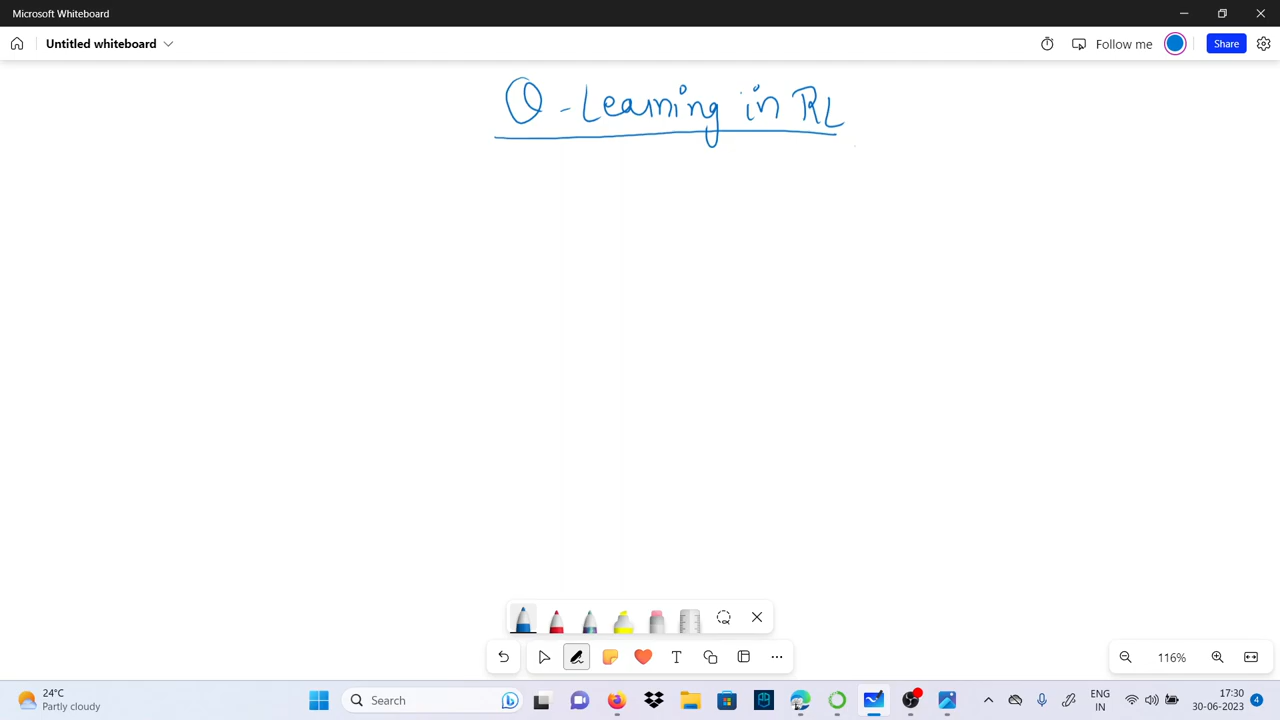 Microsoft Whiteboard
Untitled whiteboard
Follow me
Share
Q - Learning in RL
T
116%
24°C
Partly cloudy
Search
ENG
IN
17:30
30-06-2023
4